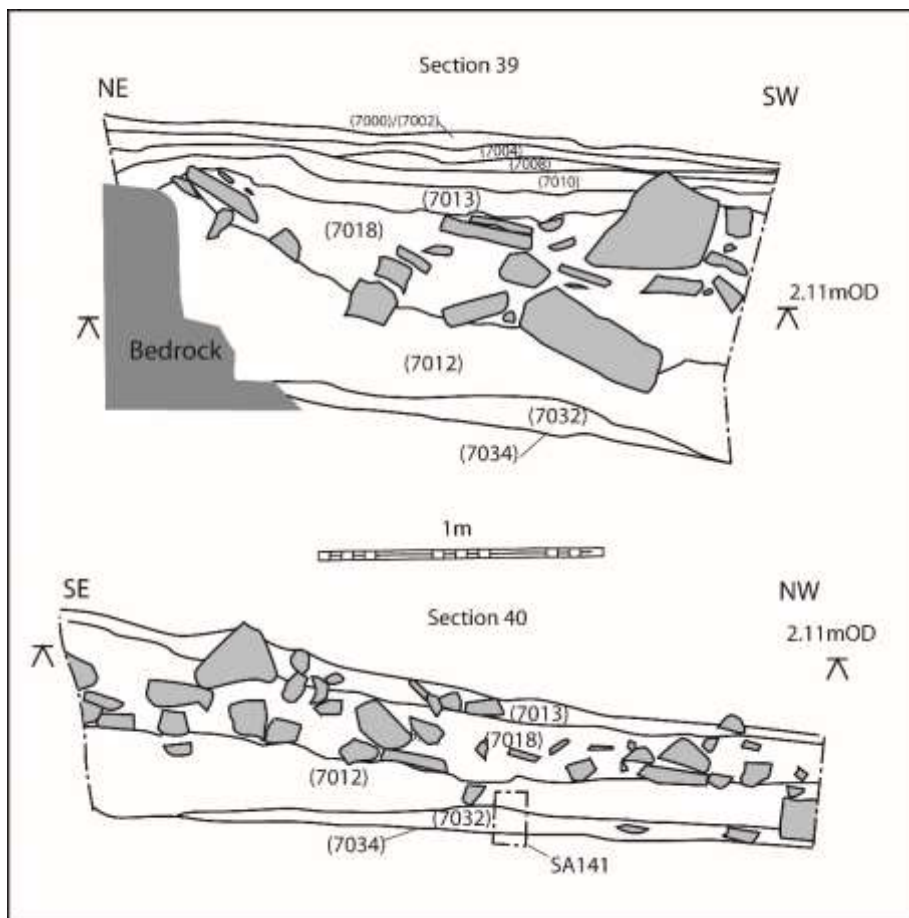 Section 39
NE
SW
(7000)/(7002)
(7004)
(7008)
(7010)
(7013)
(7018)
2.11mOD
Bedrock
(7012)
(7032)
(7034)
1m
SE
NW
Section 40
2.11mOD
(7013)
(7018)
(7012)
(7032)
(7034)
SA141